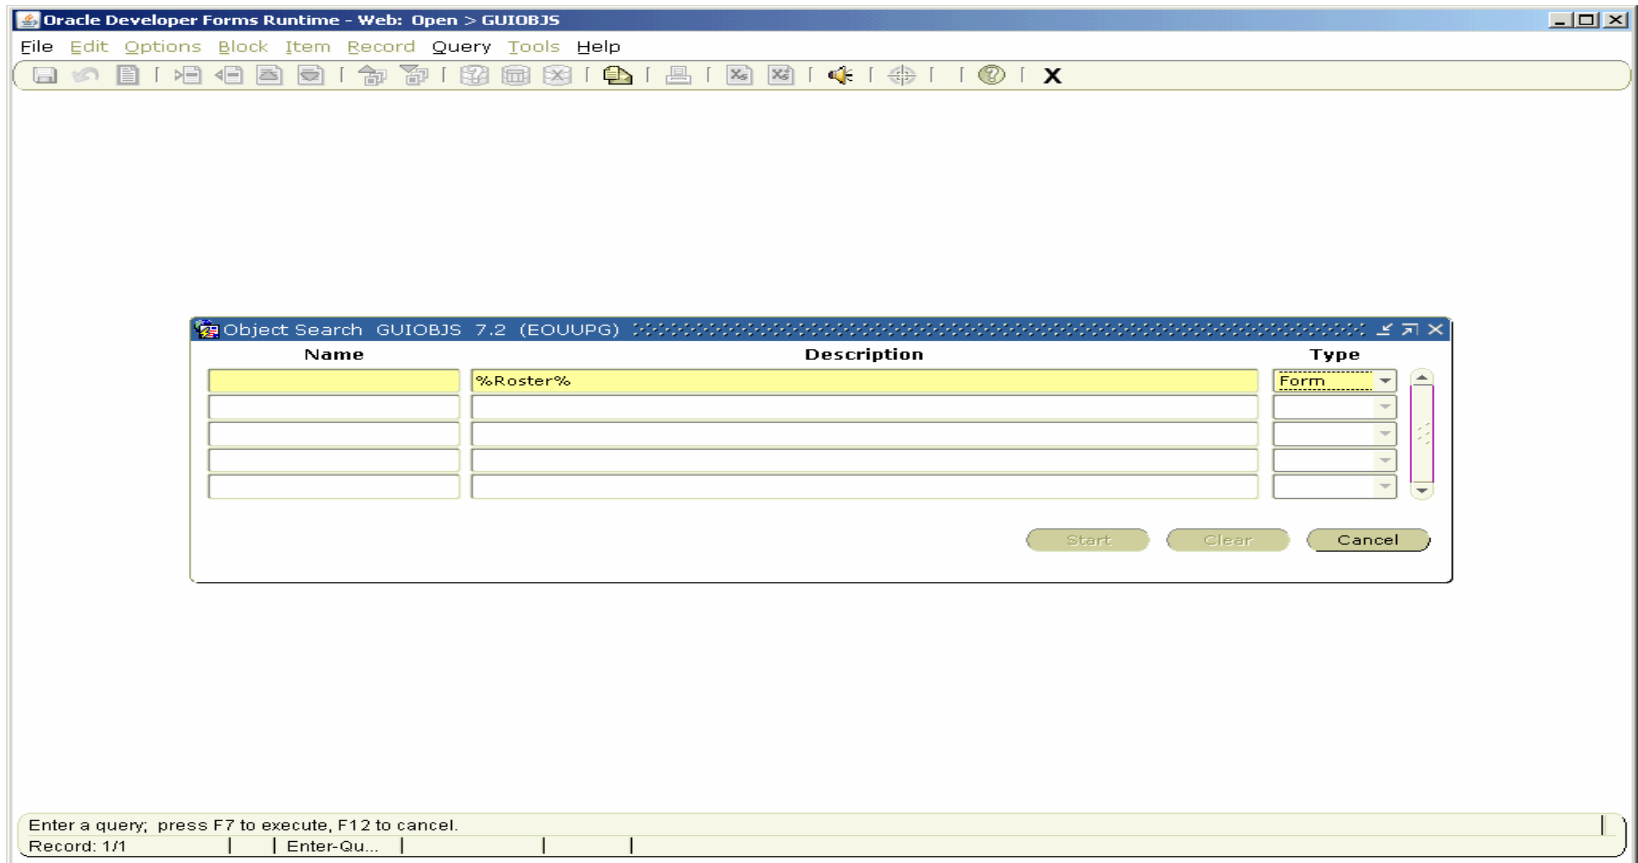 Oracle Developer Forms Runtime - Web: Open > GUIOBJS
File Edit Options Block Item Record Query Tools Help
Object Search GUIOBJS 7.2 (EOUUPG)
Name Description Type
%Roster% Form
Start Clear Cancel
Enter a query; press F7 to execute, F12 to cancel.
Record: 1/1 Enter-Qu...